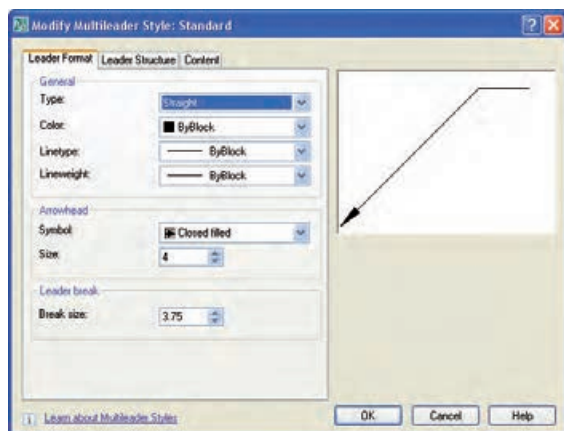 Modify Multileader Style: Standard
Leader Format Leader Structure Content
General
Type: Straight
Color: ByBlock
Linetype: ByBlock
Lineweight: ByBlock
Arrowhead
Symbol: Closed filled
Size: 4
Leader break
Break size: 3.75
Learn about Multileader Styles
OK Cancel Help